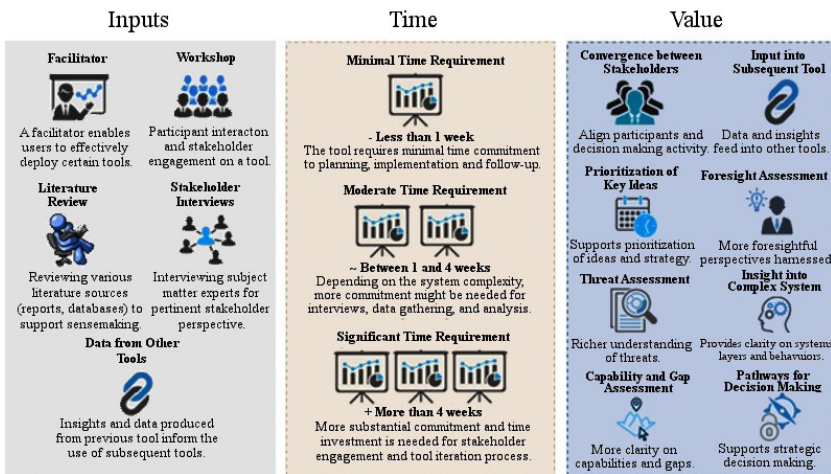 Inputs
Facilitator
A facilitator enables
users to effectively
deploy certain tools.
Workshop
Participant interacton
and stakeholder
engagement on a tool.
Literature
Review
Reviewing various
literature sources
(reports, databases) to
support sensemaking.
Stakeholder
Interviews
Interviewing subject
matter experts for
pertinent stakeholder
perspective.
Data from Other
Tools
Insights and data produced
from previous tool inform the
use of subsequent tools.
Time
Minimal Time Requirement
- Less than 1 week
The tool requires minimal time commitment
to planning, implementation and follow-up.
Moderate Time Requirement
~ Between 1 and 4 weeks
Depending on the system complexity,
more commitment might be needed for
interviews, data gathering, and analysis.
Significant Time Requirement
+ More than 4 weeks
More substantial commitment and time
investment is needed for stakeholder
engagement and tool iteration process.
Value
Convergence between
Stakeholders
Align participants and
decision making activity.
Input into
Subsequent Tool
Data and insights
feed into other tools.
Prioritization of
Key Ideas
Supports prioritization
of ideas and strategy.
Foresight Assessment
More foresightful
perspectives harnessed.
Threat Assessment
Richer understanding
of threats.
Insight into
Complex System
Provides clarity on systems
layers and behavuiors.
Capability and Gap
Assessment
More clarity on
capabilities and gaps.
Pathways for
Decision Making
Supports strategic
decision making.